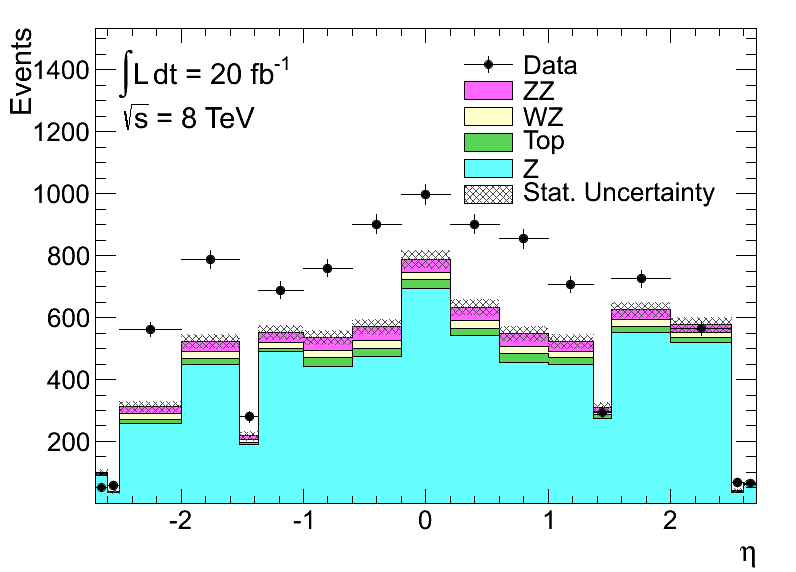 Events
1400
1200
1000
800
600
400
200
∫L dt = 20 fb⁻¹
√s = 8 TeV
Data
ZZ
WZ
Top
Z
Stat. Uncertainty
-2 -1 0 1 2
η